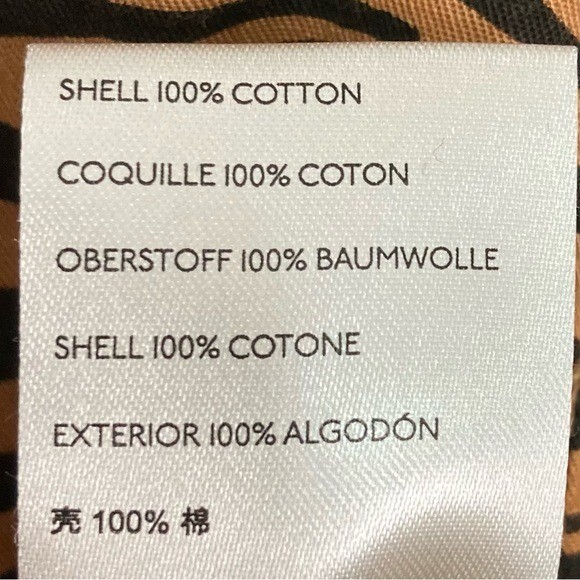 SHELL 100% COTTON
COQUILLE 100% COTON
OBERSTOFF 100% BAUMWOLLE
SHELL 100% COTONE
EXTERIOR 100% ALGODÓN
壳 100% 棉